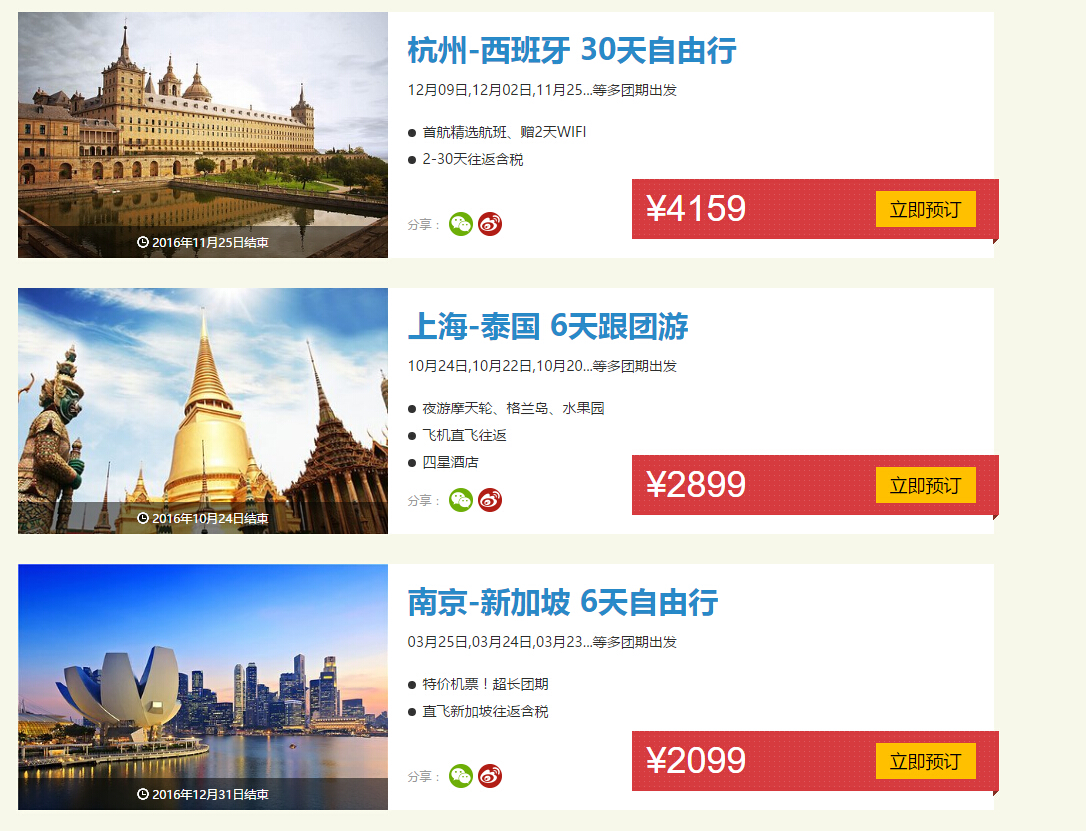 杭州-西班牙 30天自由行
12月09日,12月02日,11月25...等多团期出发
● 首航精选航班、赠2天WIFI
● 2-30天往返含税
¥4159 立即预订
分享：
2016年11月25日结束
上海-泰国 6天跟团游
10月24日,10月22日,10月20...等多团期出发
● 夜游摩天轮、格兰岛、水果园
● 飞机直飞往返
● 四星酒店
¥2899 立即预订
分享：
2016年10月24日结束
南京-新加坡 6天自由行
03月25日,03月24日,03月23...等多团期出发
● 特价机票！超长团期
● 直飞新加坡往返含税
¥2099 立即预订
分享：
2016年12月31日结束